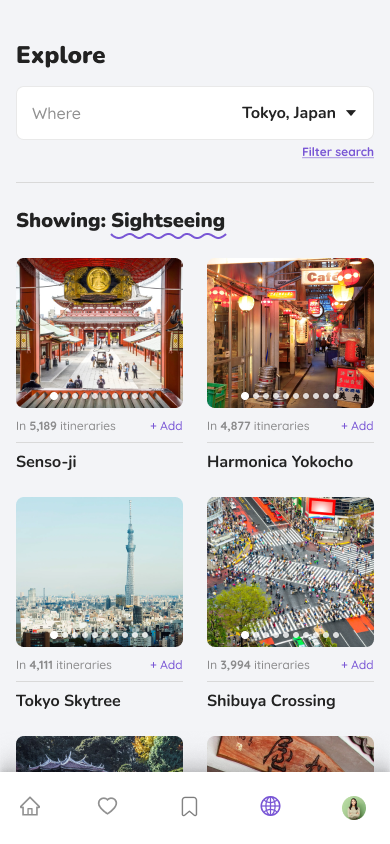 Explore
Where
Tokyo, Japan
Filter search
Showing: Sightseeing
Café
In 5,189 itineraries
+ Add
In 4,877 itineraries
+ Add
Senso-ji
Harmonica Yokocho
In 4,111 itineraries
+ Add
In 3,994 itineraries
+ Add
Tokyo Skytree
Shibuya Crossing